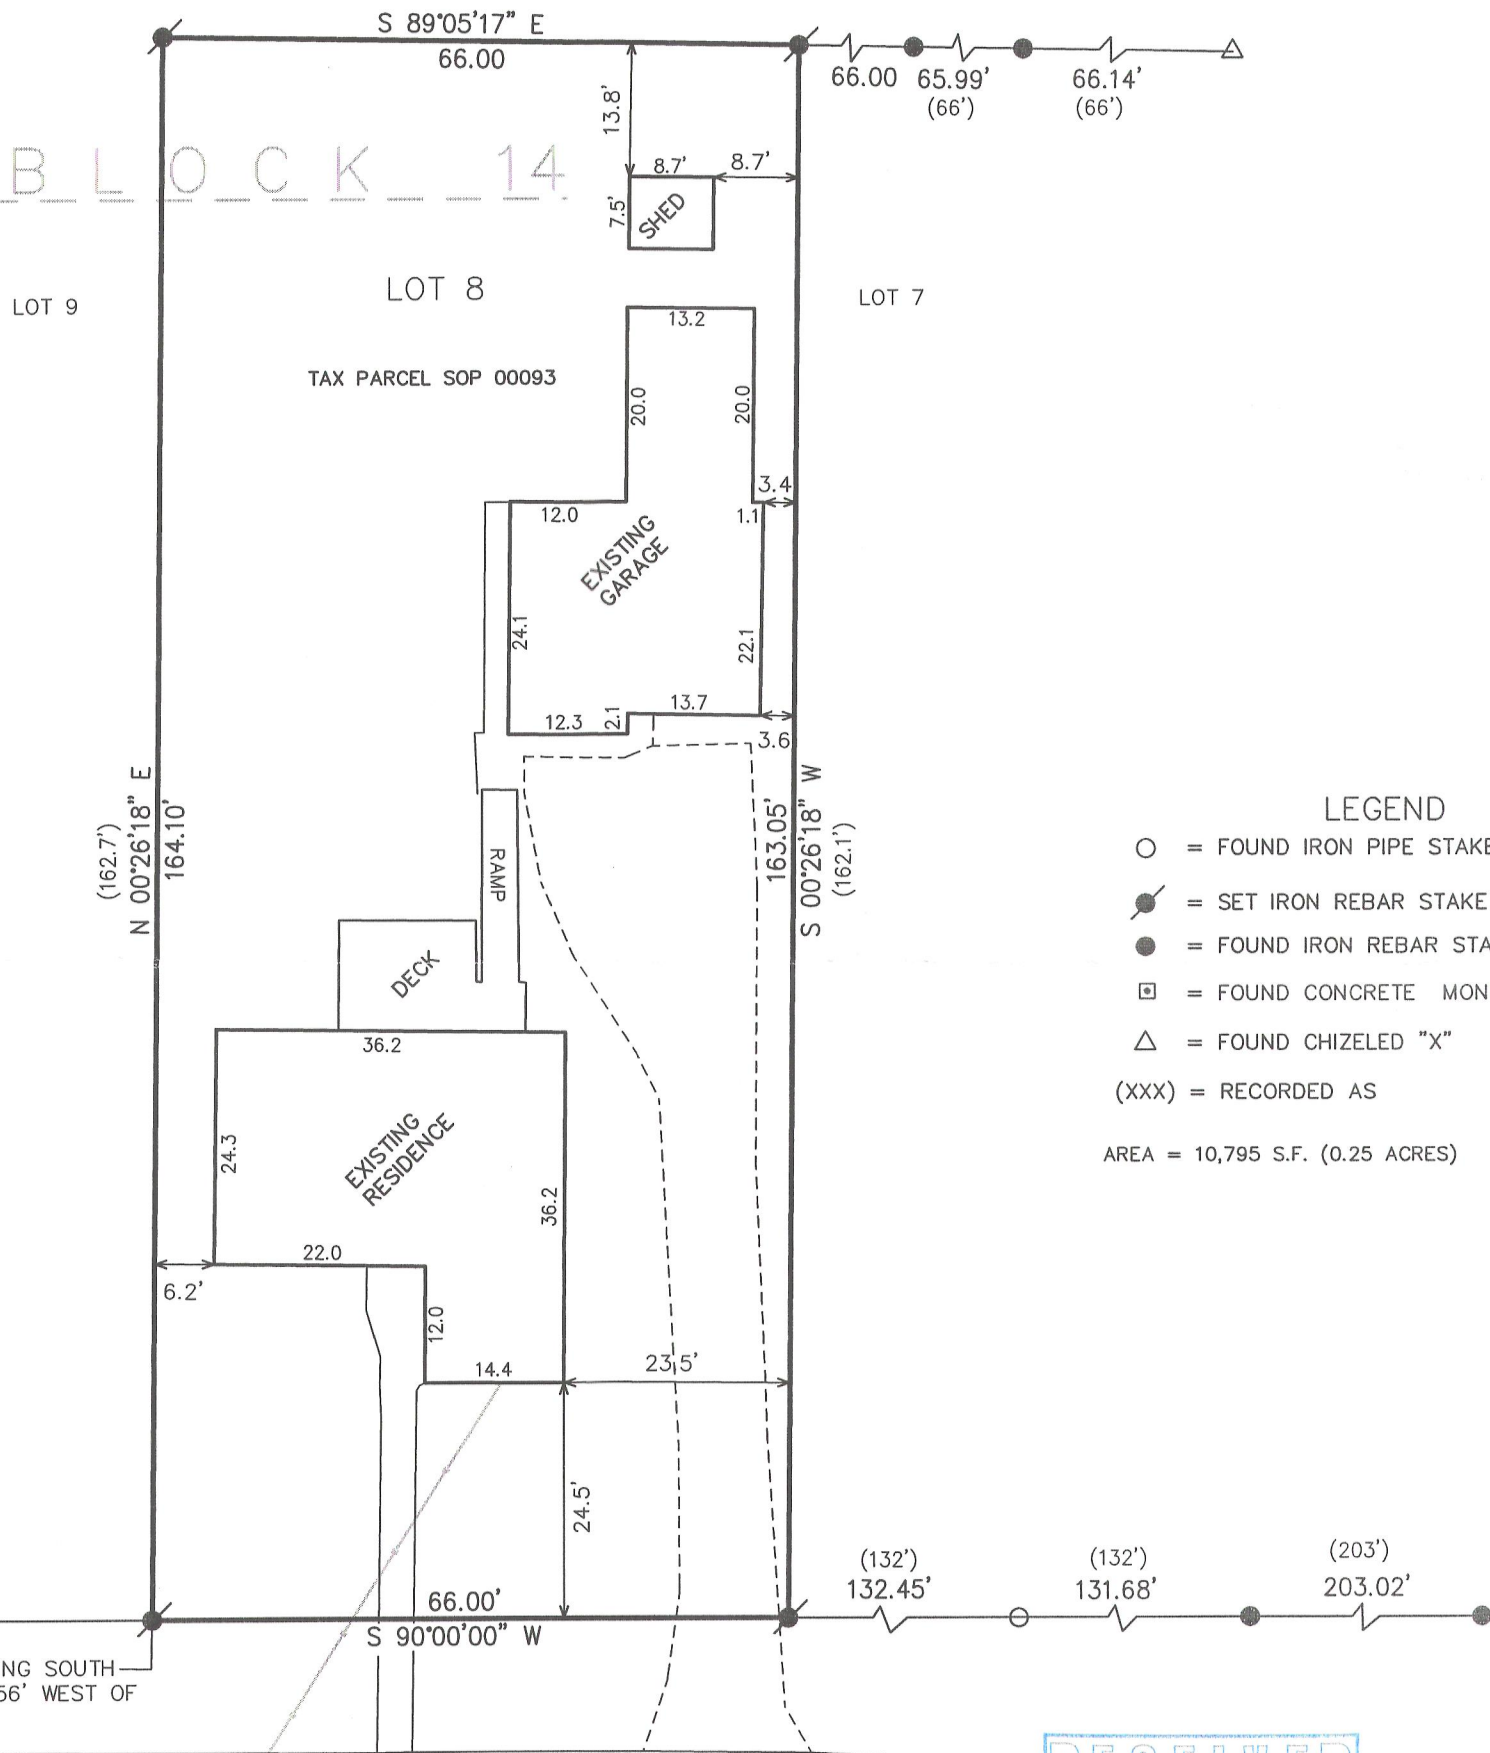 S 89°05'17" E
66.00
66.00 65.99' 66.14'
(66') (66')
13.8'
BLOCK 14
8.7' 8.7'
7.5'
SHED
LOT 9
LOT 8
LOT 7
13.2
TAX PARCEL SOP 00093
20.0 20.0
3.4
12.0 1.1
EXISTING
GARAGE
24.1
22.1
13.7
12.3 2.1
3.6
(162.7')
N 00°26'18" E
164.10'
163.05'
S 00°26'18" W
(162.1')
RAMP
DECK
36.2
24.3
EXISTING
RESIDENCE
36.2
22.0
6.2'
12.0
14.4
23.5'
24.5'
66.00'
S 90°00'00" W
LEGEND
= FOUND IRON PIPE STAKE
= SET IRON REBAR STAKE
= FOUND IRON REBAR STA
= FOUND CONCRETE MON
= FOUND CHIZELED "X"
(XXX) = RECORDED AS
AREA = 10,795 S.F. (0.25 ACRES)
(132') (132') (203')
132.45' 131.68' 203.02'
NG SOUTH
56' WEST OF
RECEIVED